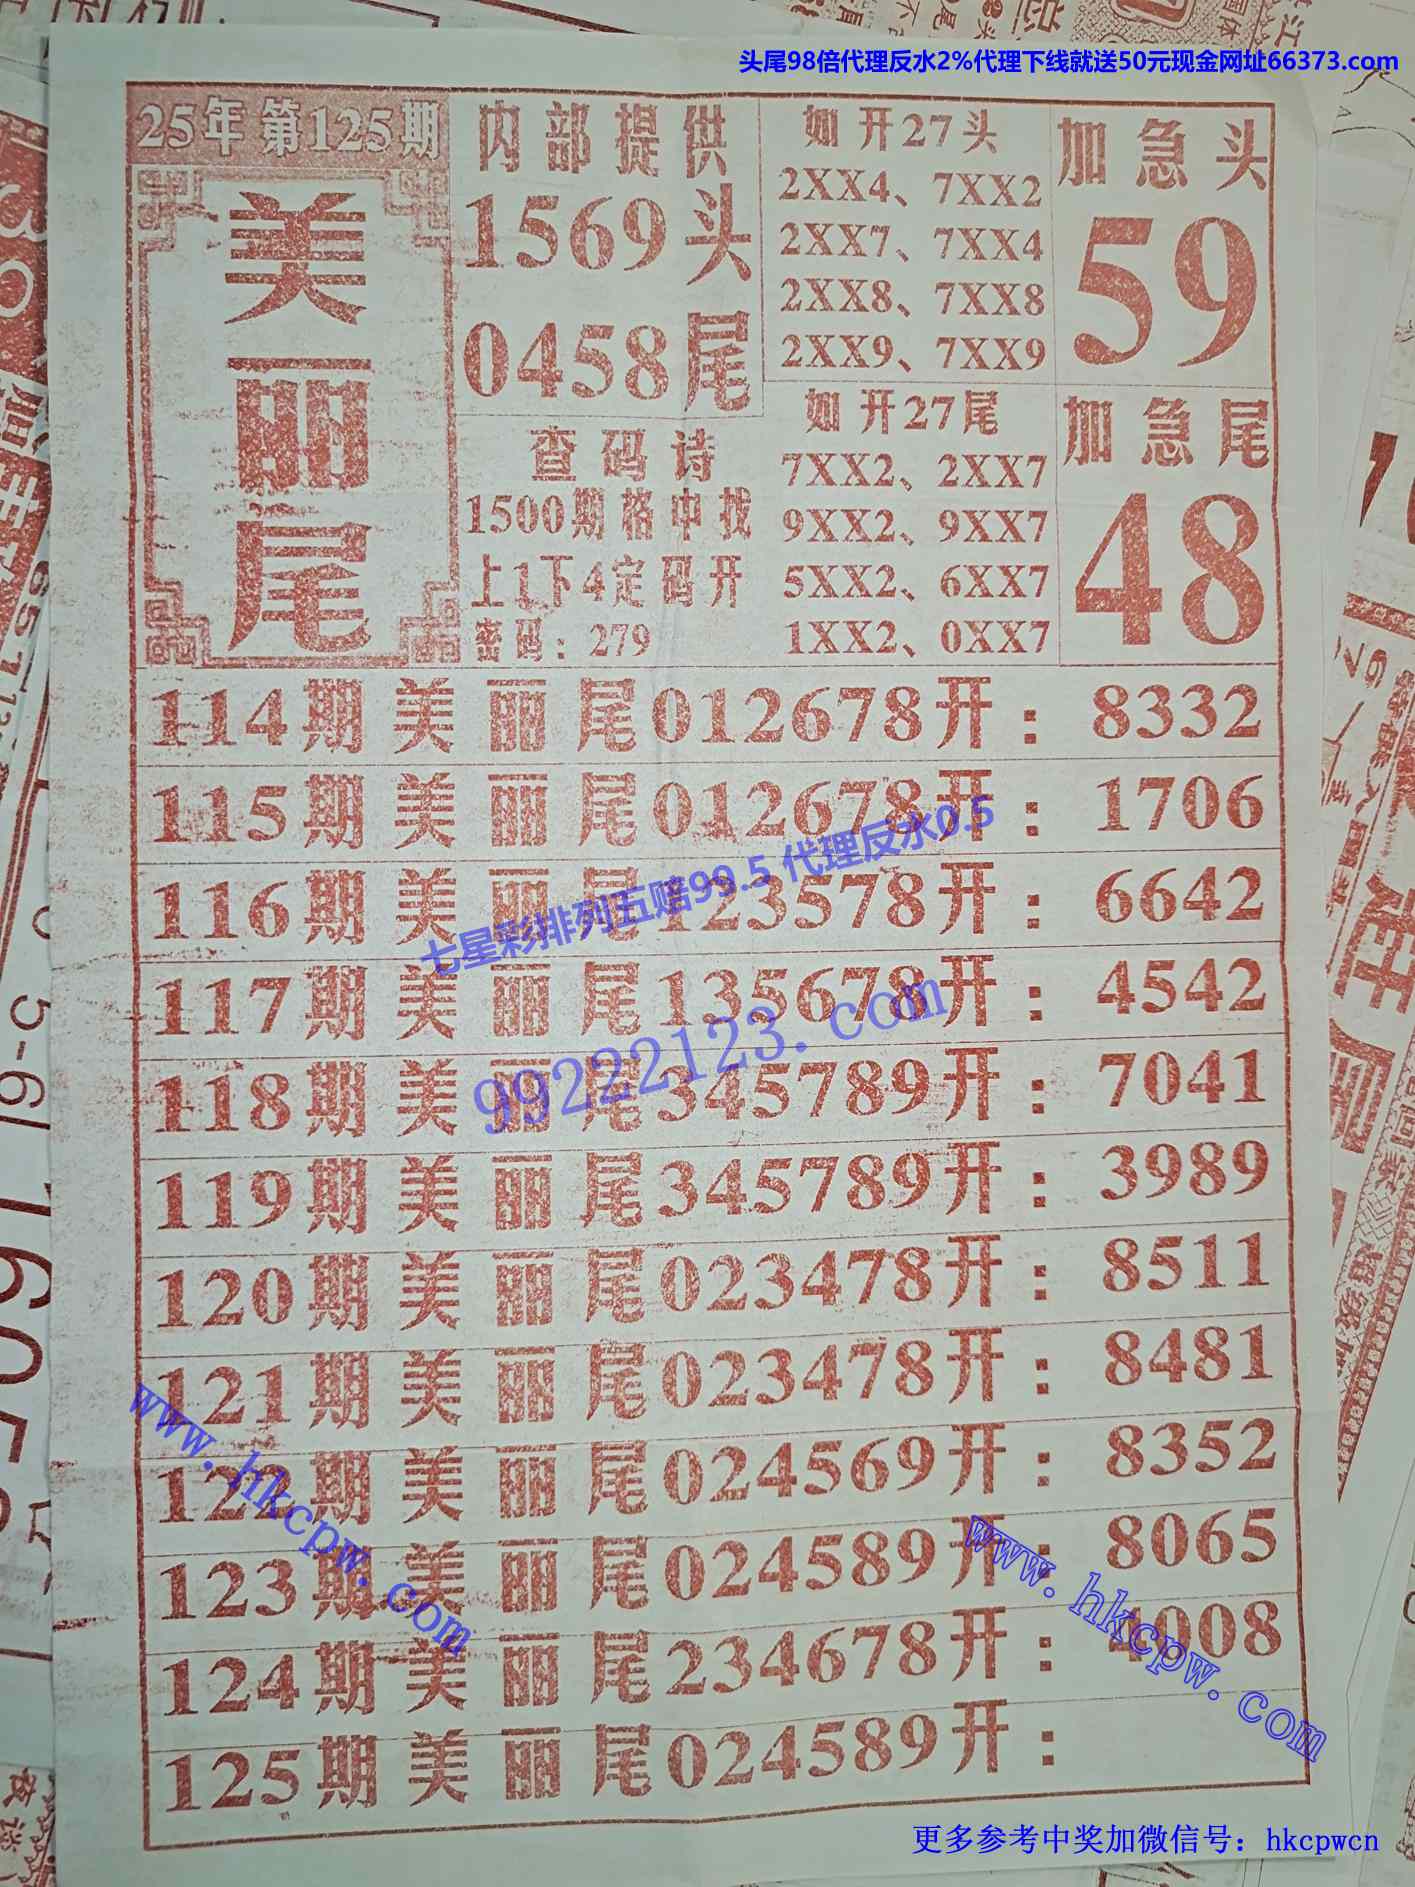 头尾98倍代理反水2%代理下线就送50元现金网址66373.com
25年 第125期
美丽尾
内部提供
1569头
0458尾
查码诗
1500期格中找
上1下4定码开
密码：279
如开27头
2XX4、7XX2
2XX7、7XX4
2XX8、7XX8
2XX9、7XX9
如开27尾
7XX2、2XX7
9XX2、9XX7
5XX2、6XX7
1XX2、0XX7
加急头
59
加急尾
48
114期美丽尾012678开：8332
115期美丽尾012678开：1706
116期美丽尾123578开：6642
117期美丽尾135678开：4542
118期美丽尾345789开：7041
119期美丽尾345789开：3989
120期美丽尾023478开：8511
121期美丽尾023478开：8481
122期美丽尾024569开：8352
123期美丽尾024589开：8065
124期美丽尾234678开：4008
125期美丽尾024589开：
七星彩排列五赔99.5 代理反水0.5
99222123.com
www.hkcpw.com
www.hkcpw.com
更多参考中奖加微信号：hkcpwcn